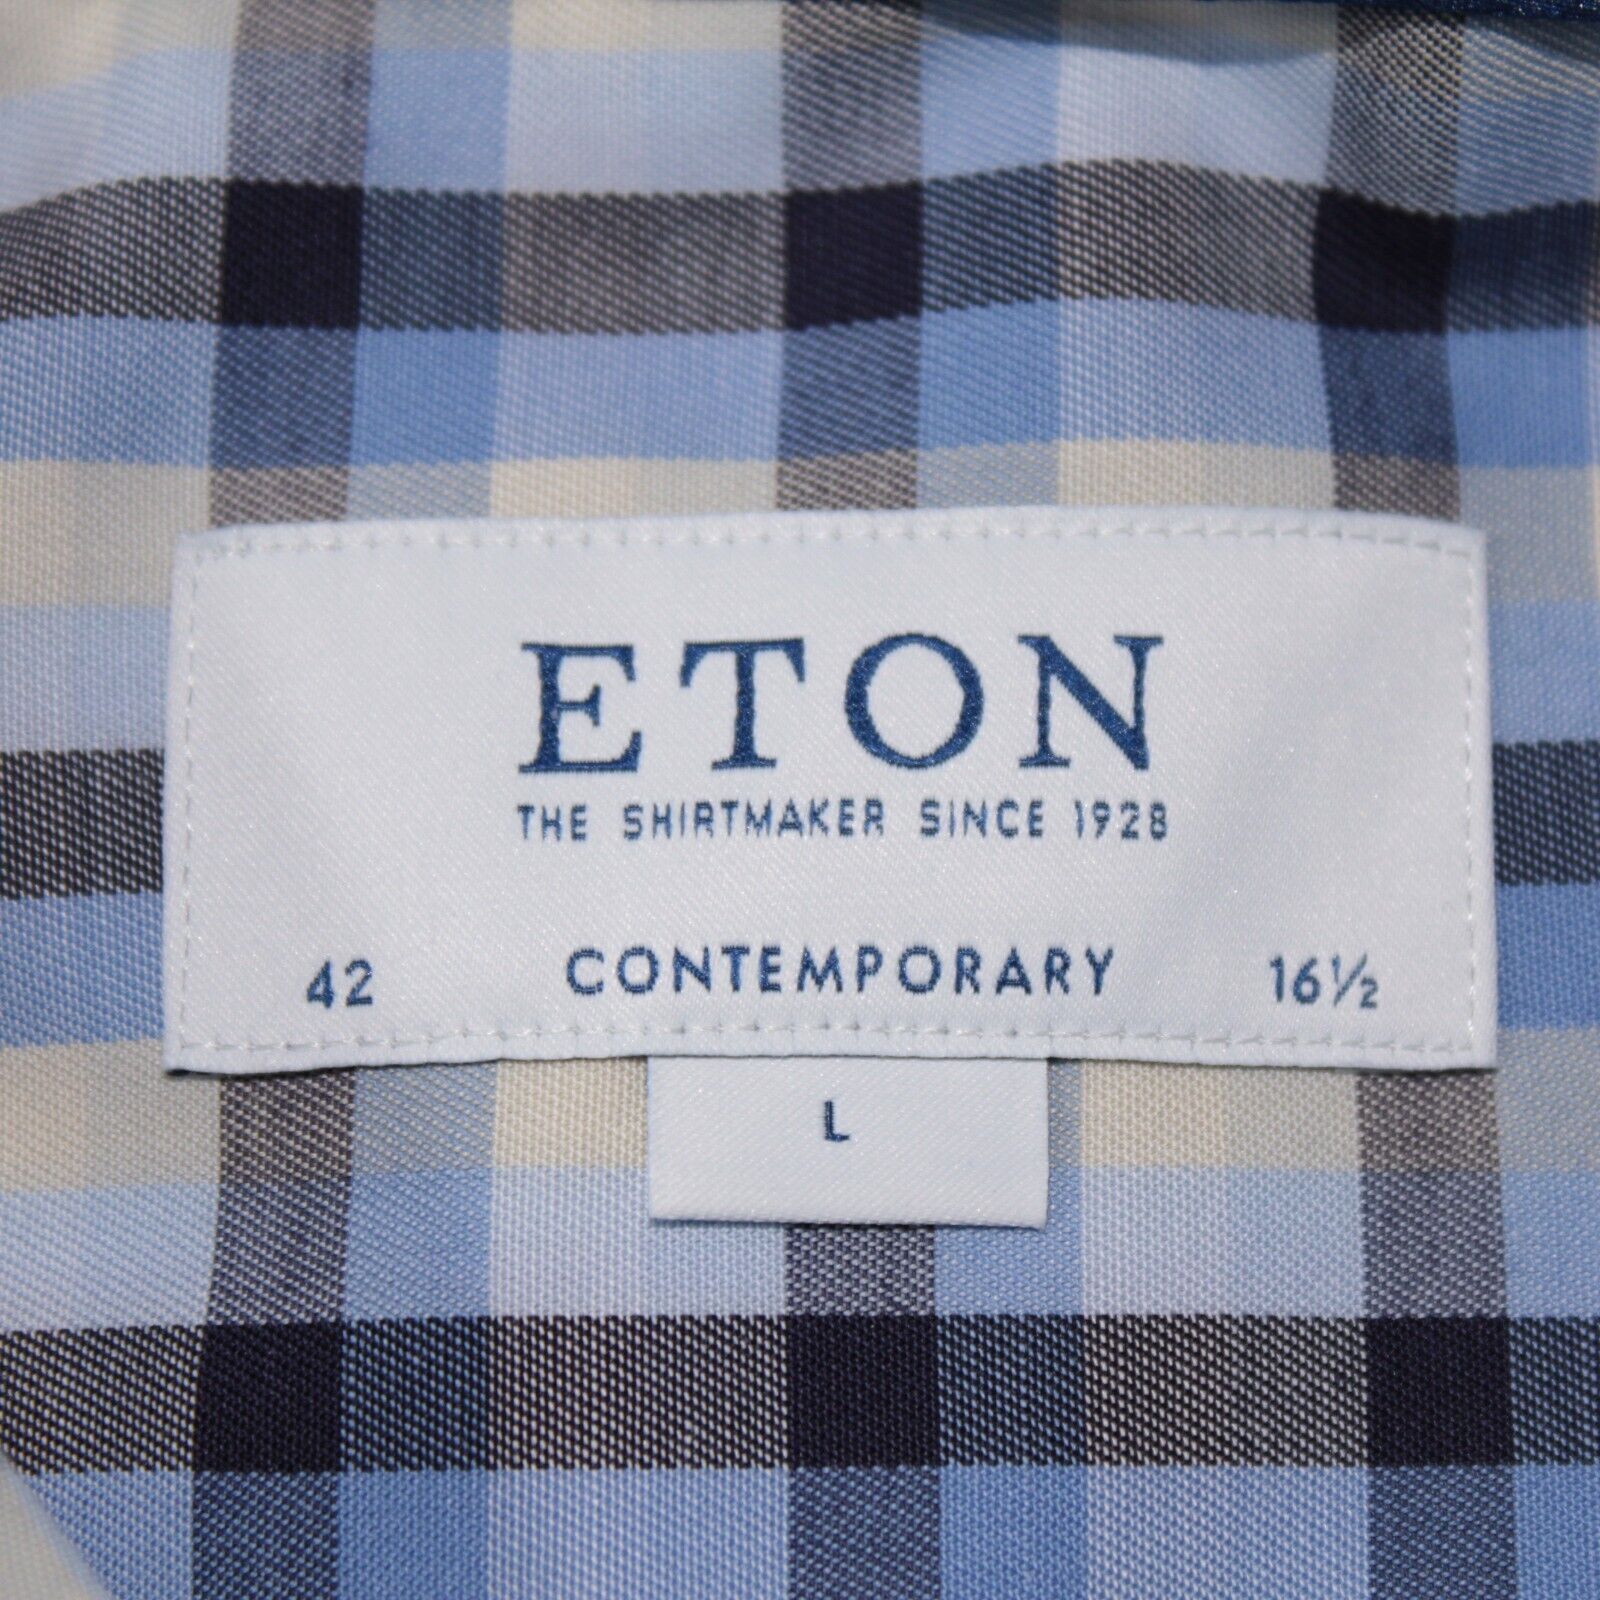 ETON
THE SHIRTMAKER SINCE 1928
42 CONTEMPORARY 16½
L